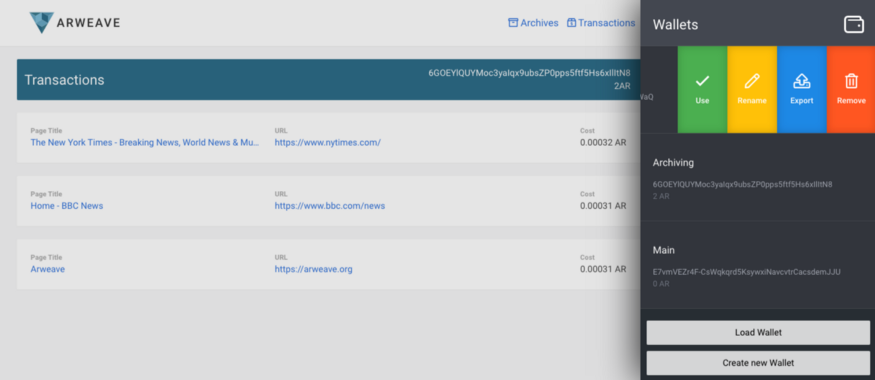 ARWEAVE
Archives
Transactions
Transactions
6GOEYlQUYMoc3yaIqx9ubsZP0pps5ftf5Hs6xIlItN8
2AR
Page Title
URL
Cost
The New York Times - Breaking News, World News & Mu...
https://www.nytimes.com/
0.00032 AR
Page Title
URL
Cost
Home - BBC News
https://www.bbc.com/news
0.00031 AR
Page Title
URL
Cost
Arweave
https://arweave.org
0.00031 AR
Wallets
WaQ
Use
Rename
Export
Remove
Archiving
6GOEYlQUYMoc3yaIqx9ubsZP0pps5ftf5Hs6xIlItN8
2 AR
Main
E7vmVEZr4F-CsWqkqrd5KsywxiNavcvtrCacsdemJJU
0 AR
Load Wallet
Create new Wallet